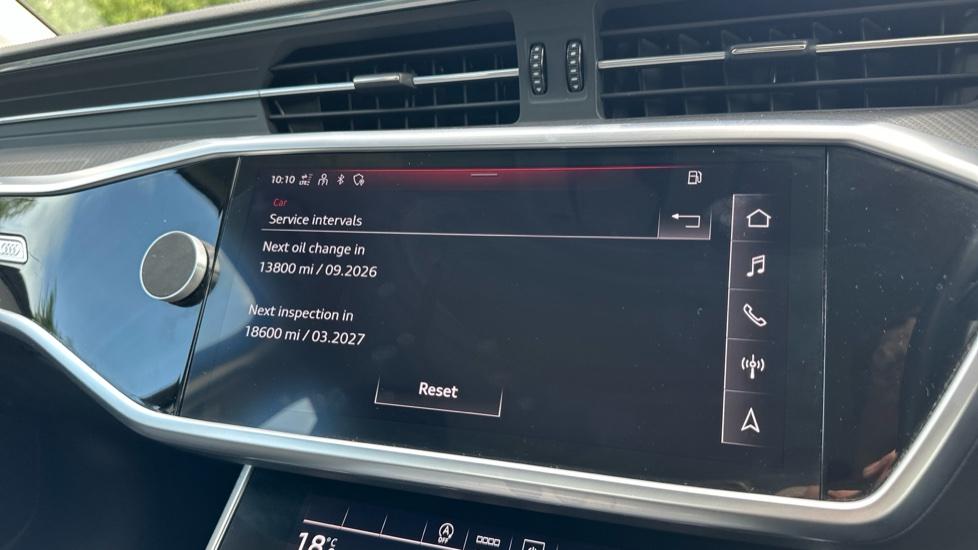 10:10 LTE
Car
Service intervals
Next oil change in
13800 mi / 09.2026
Next inspection in
18600 mi / 03.2027
Reset
OFF
18°C